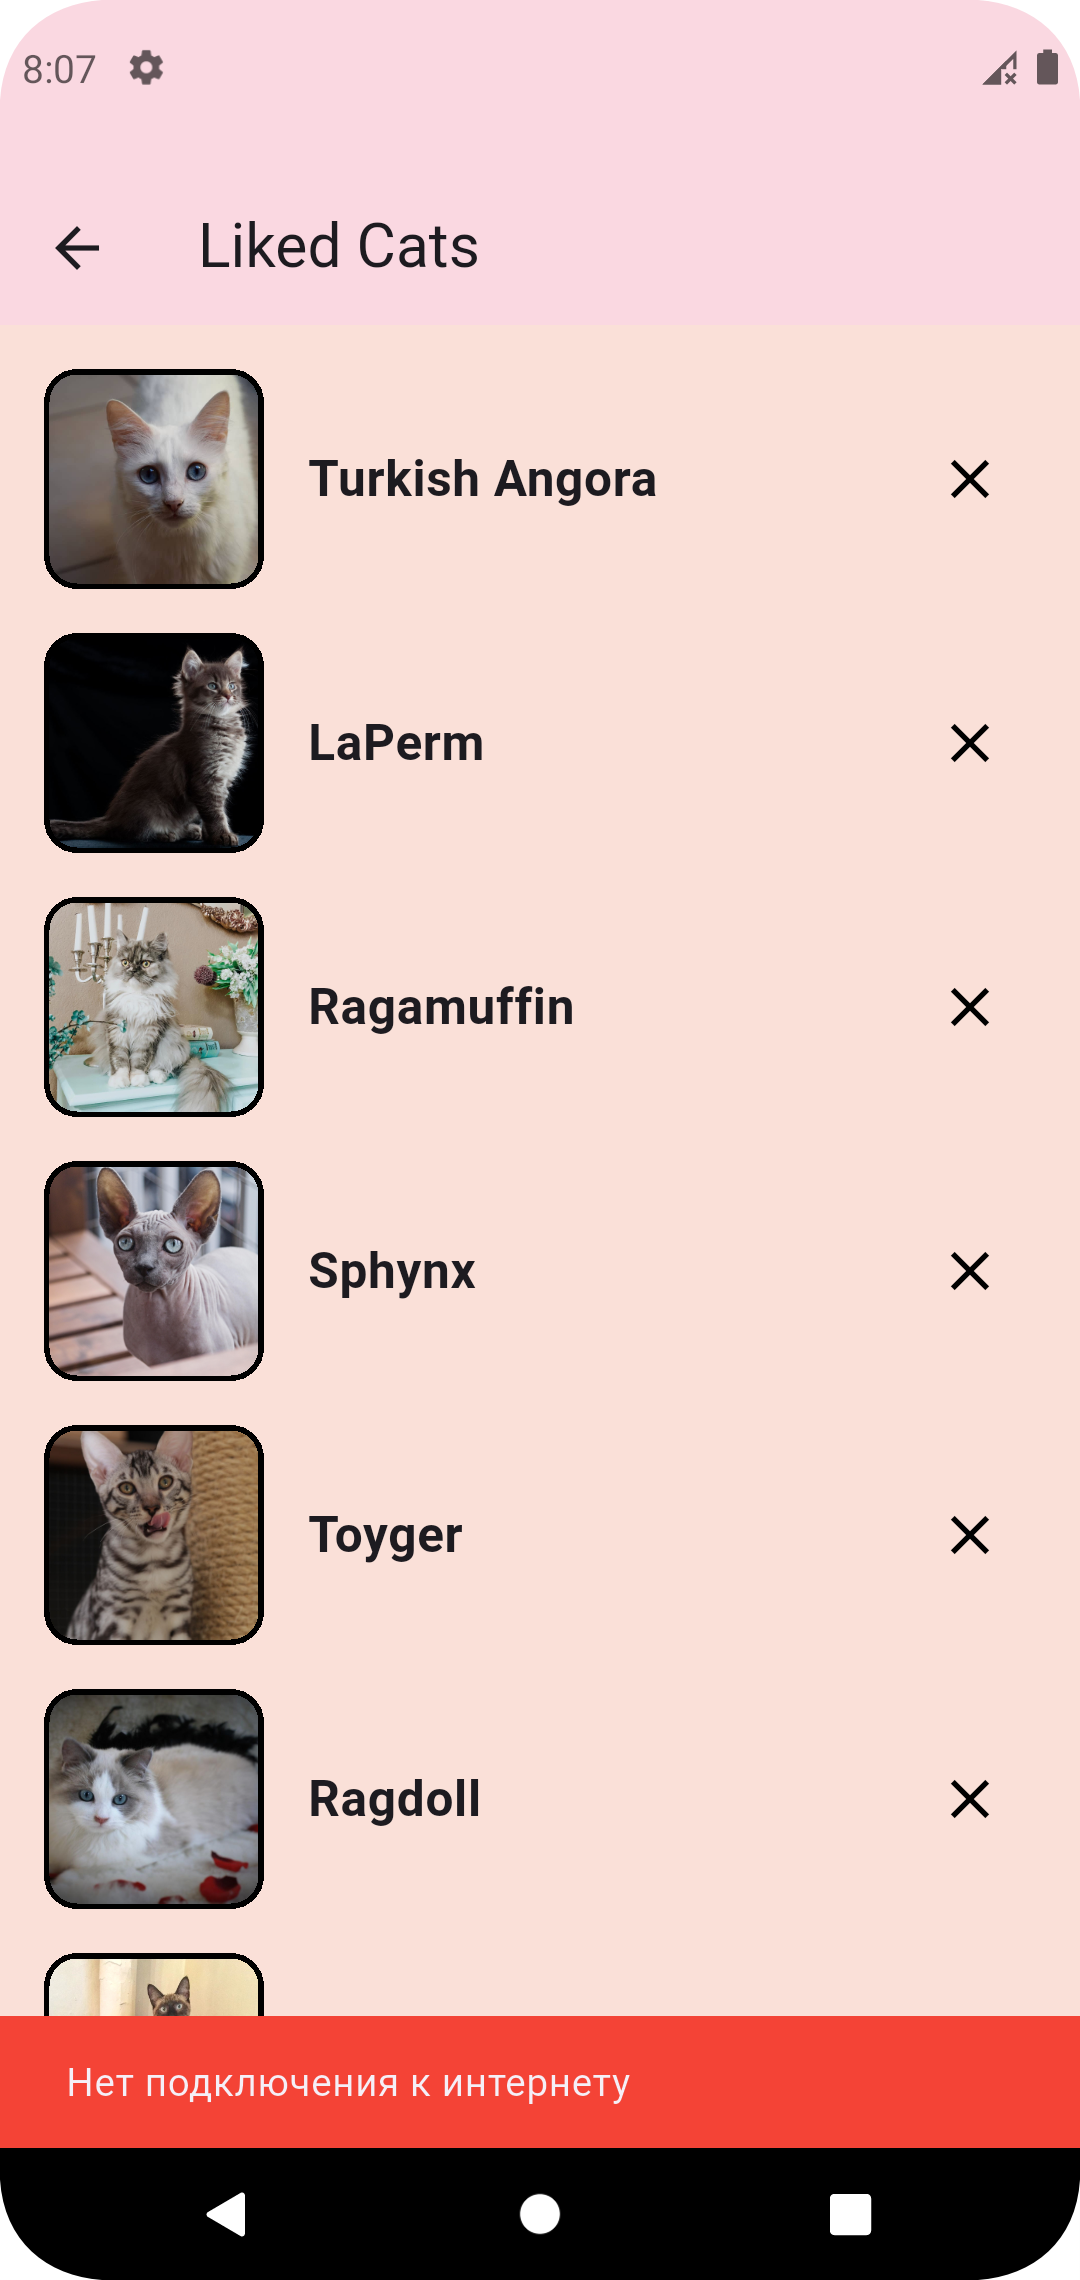 8:07
Liked Cats
Turkish Angora
LaPerm
Ragamuffin
Sphynx
Toyger
Ragdoll
Нет подключения к интернету